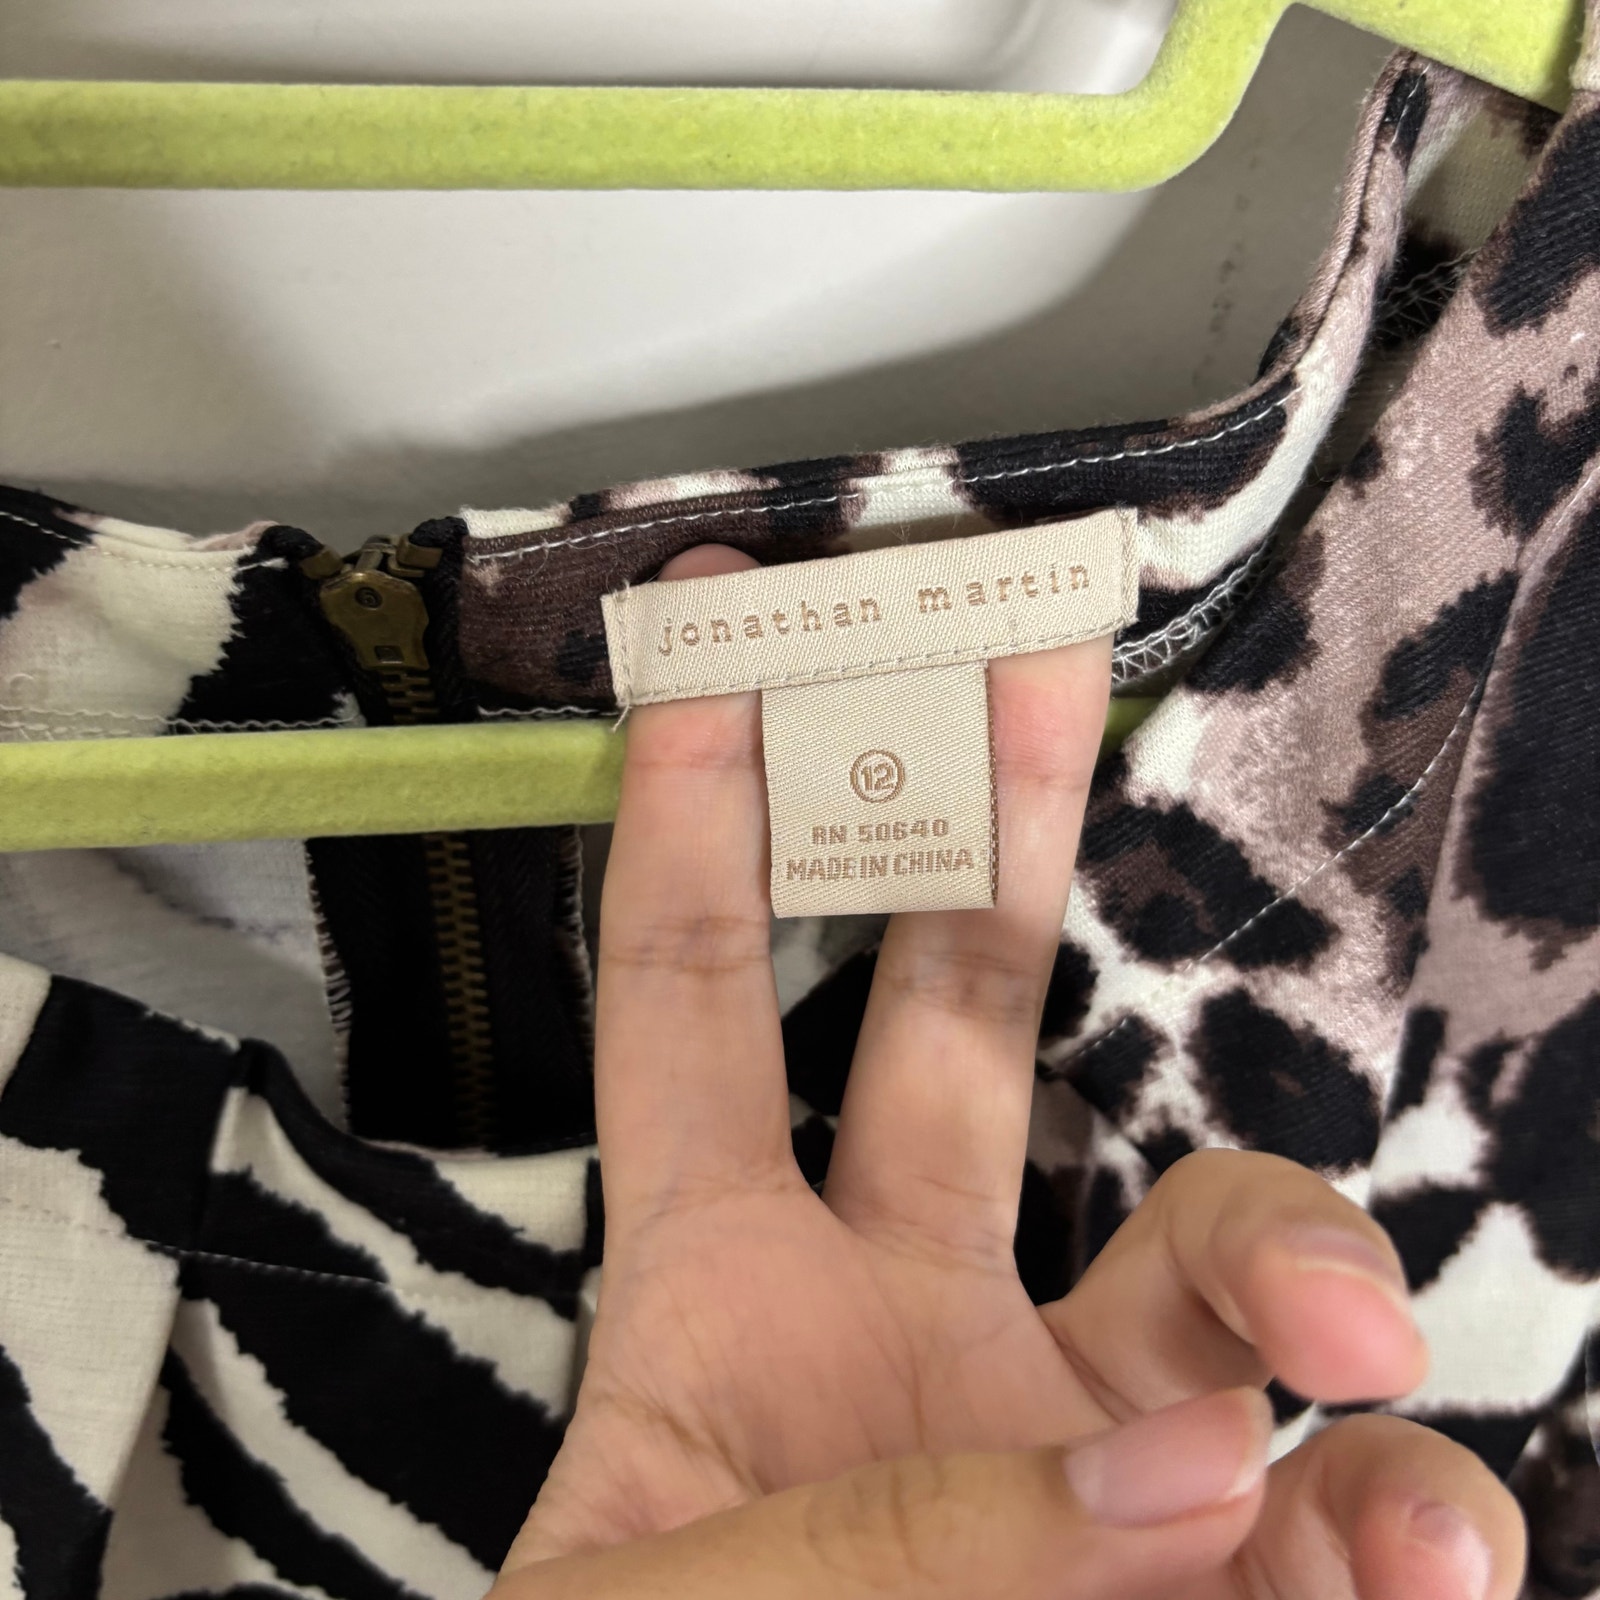 jonathan martin
12
RN 50640
MADE IN CHINA